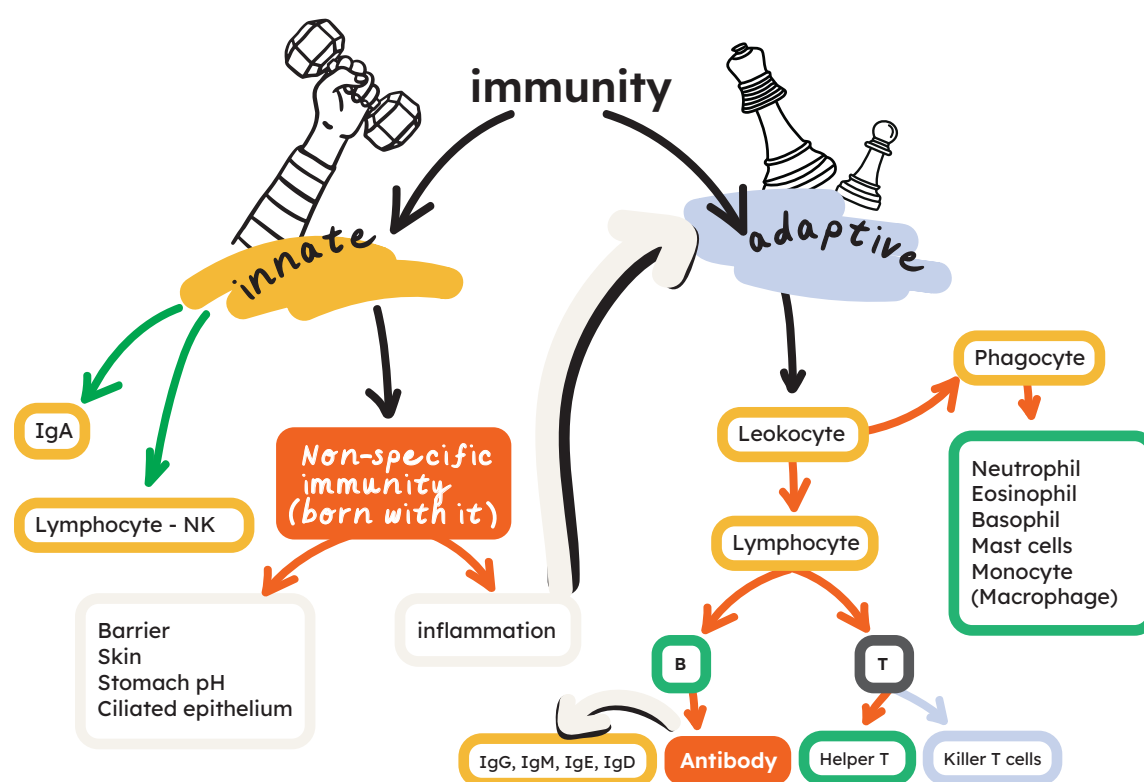 immunity
innate
adaptive
IgA
Lymphocyte - NK
Non-specific
immunity
(born with it)
Barrier
Skin
Stomach pH
Ciliated epithelium
inflammation
Leokocyte
Phagocyte
Neutrophil
Eosinophil
Basophil
Mast cells
Monocyte
(Macrophage)
Lymphocyte
B
T
IgG, IgM, IgE, IgD
Antibody
Helper T
Killer T cells